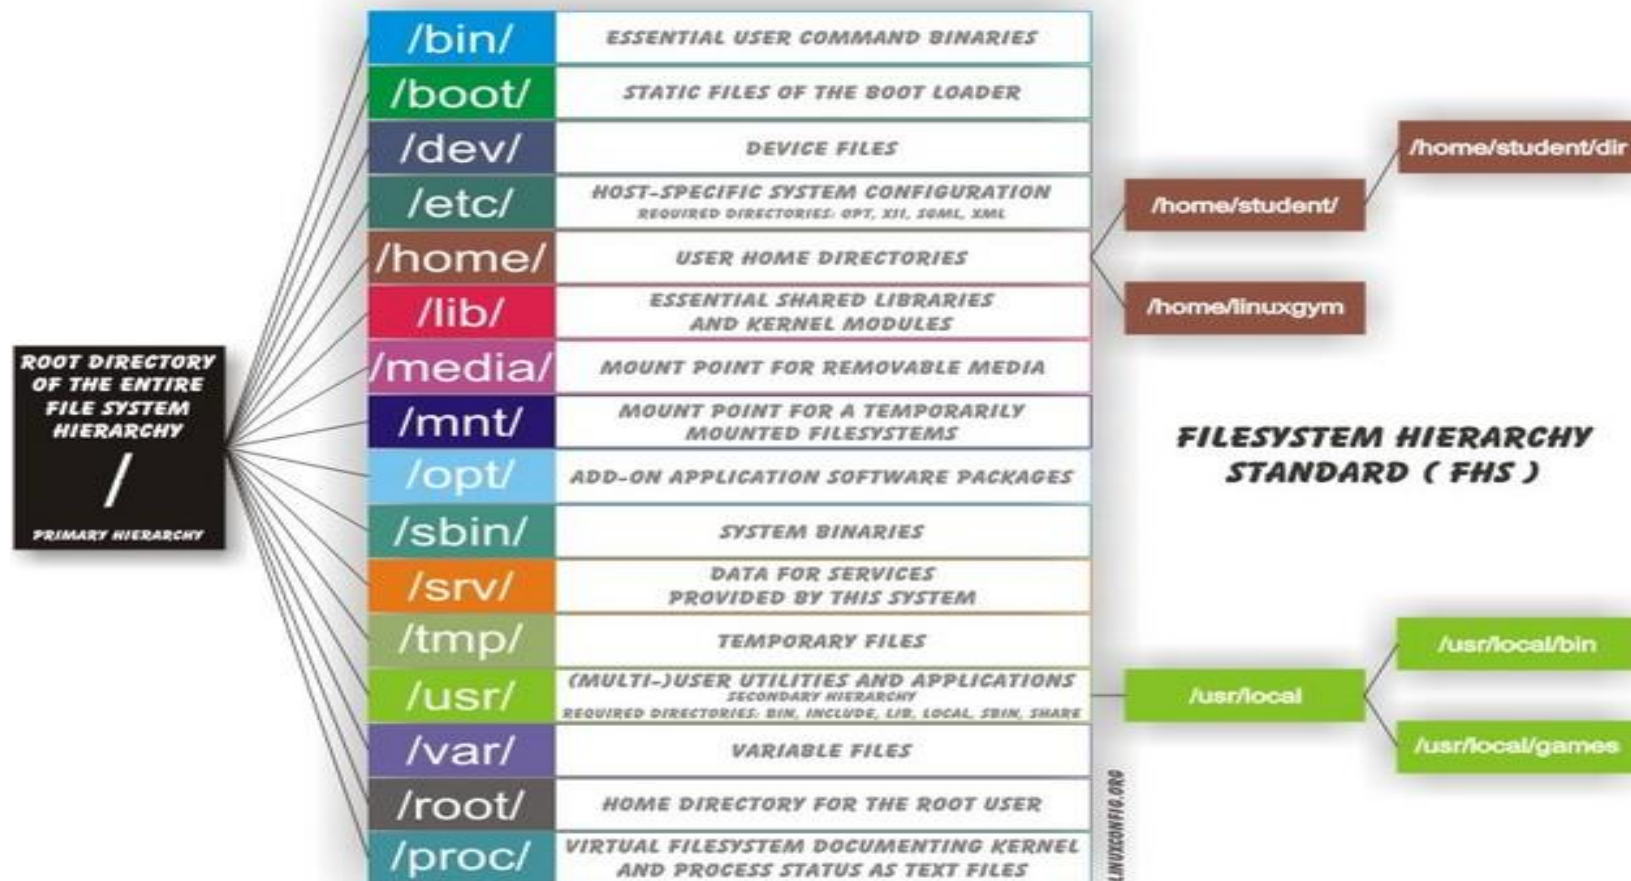 ROOT DIRECTORY
OF THE ENTIRE
FILE SYSTEM
HIERARCHY
/
PRIMARY HIERARCHY
/bin/
ESSENTIAL USER COMMAND BINARIES
/boot/
STATIC FILES OF THE BOOT LOADER
/dev/
DEVICE FILES
/etc/
HOST-SPECIFIC SYSTEM CONFIGURATION
REQUIRED DIRECTORIES: OPT, XII, SGML, XML
/home/
USER HOME DIRECTORIES
/lib/
ESSENTIAL SHARED LIBRARIES
AND KERNEL MODULES
/media/
MOUNT POINT FOR REMOVABLE MEDIA
/mnt/
MOUNT POINT FOR A TEMPORARILY
MOUNTED FILESYSTEMS
/opt/
ADD-ON APPLICATION SOFTWARE PACKAGES
/sbin/
SYSTEM BINARIES
/srv/
DATA FOR SERVICES
PROVIDED BY THIS SYSTEM
/tmp/
TEMPORARY FILES
/usr/
(MULTI-)USER UTILITIES AND APPLICATIONS
SECONDARY HIERARCHY
REQUIRED DIRECTORIES: BIN, INCLUDE, LIB, LOCAL, SBIN, SHARE
/var/
VARIABLE FILES
/root/
HOME DIRECTORY FOR THE ROOT USER
/proc/
VIRTUAL FILESYSTEM DOCUMENTING KERNEL
AND PROCESS STATUS AS TEXT FILES
/home/student/
/home/student/dir
/home/linuxgym
FILESYSTEM HIERARCHY
STANDARD ( FHS )
/usr/local
/usr/local/bin
/usr/local/games
LINUXCONFIG.ORG